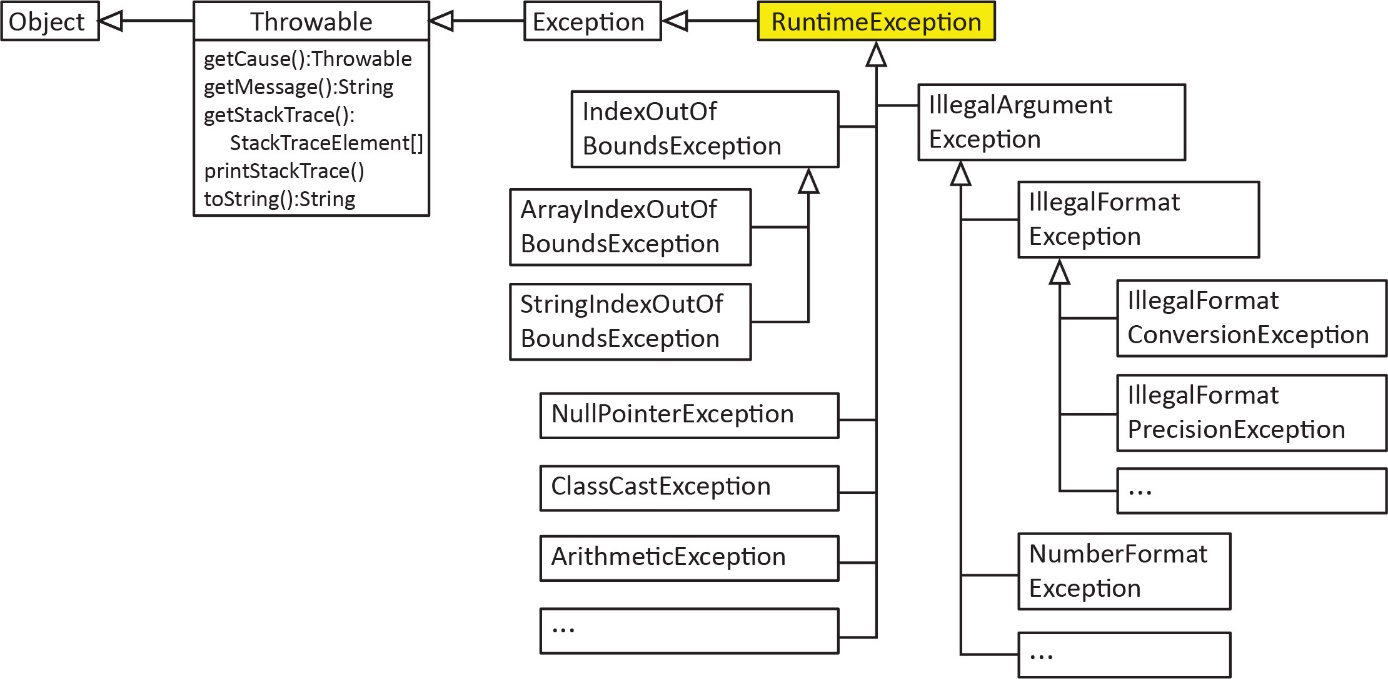 Object
Throwable
getCause():Throwable
getMessage():String
getStackTrace():
StackTraceElement[]
printStackTrace()
toString():String
Exception
RuntimeException
IndexOutOf
BoundsException
ArrayIndexOutOf
BoundsException
StringIndexOutOf
BoundsException
NullPointerException
ClassCastException
ArithmeticException
...
IllegalArgument
Exception
IllegalFormat
Exception
IllegalFormat
ConversionException
IllegalFormat
PrecisionException
...
NumberFormat
Exception
...